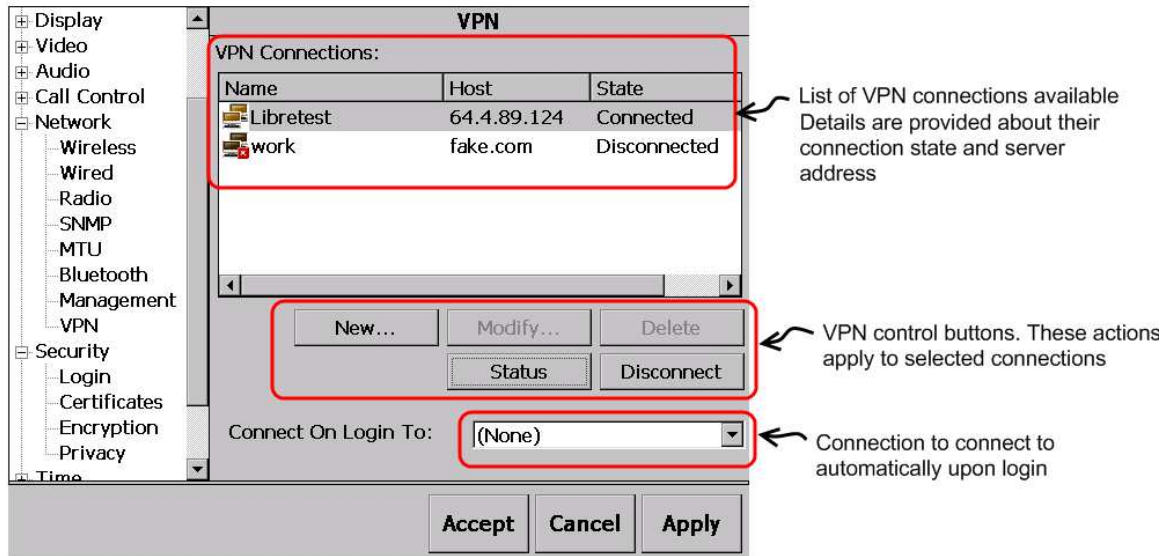 VPN
Display
Video
Audio
Call Control
Network
Wireless
Wired
Radio
SNMP
MTU
Bluetooth
Management
VPN
Security
Login
Certificates
Encryption
Privacy
Time
VPN Connections:
Name Host State
Libretest 64.4.89.124 Connected
work fake.com Disconnected
New... Modify... Delete
Status Disconnect
Connect On Login To: (None)
Accept Cancel Apply
List of VPN connections available
Details are provided about their
connection state and server
address
VPN control buttons. These actions
apply to selected connections
Connection to connect to
automatically upon login